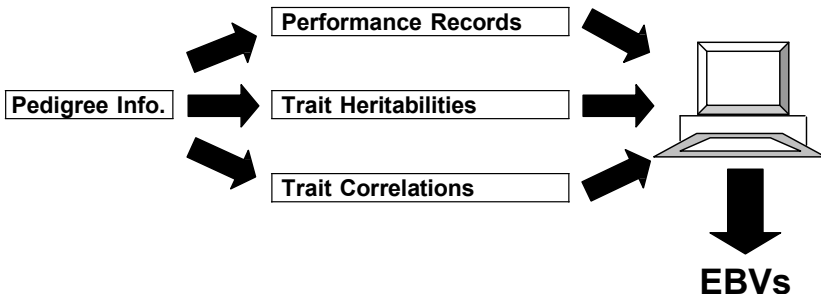 Performance Records
Pedigree Info.
Trait Heritabilities
Trait Correlations
EBVs